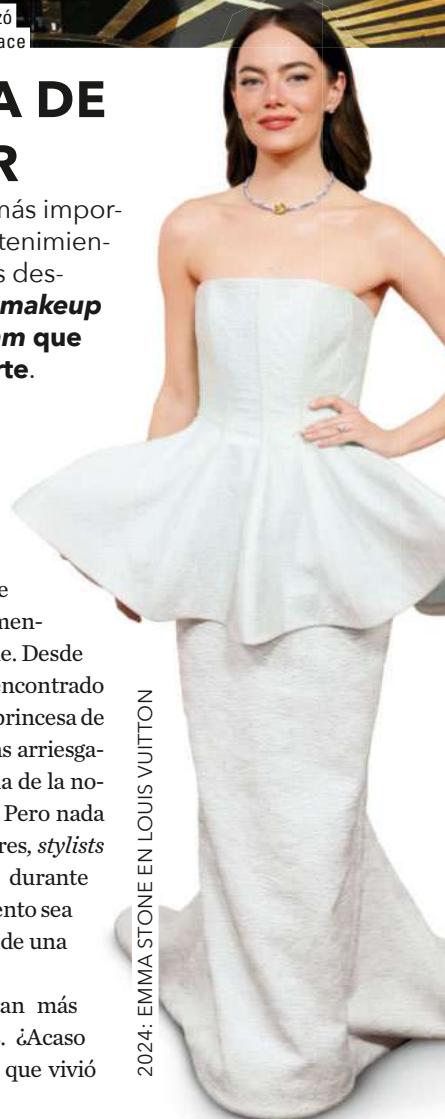 zó
ace
A DE
R
más impor-
tenimien-
s des-
makeup
m que
rte.
e
men-
e. Desde
encontrado
princesa de
s arriesga-
a de la no-
Pero nada
res, stylists
durante
ento sea
de una
an más
. ¿Acaso
que vivió
2024: EMMA STONE EN LOUIS VUITTON